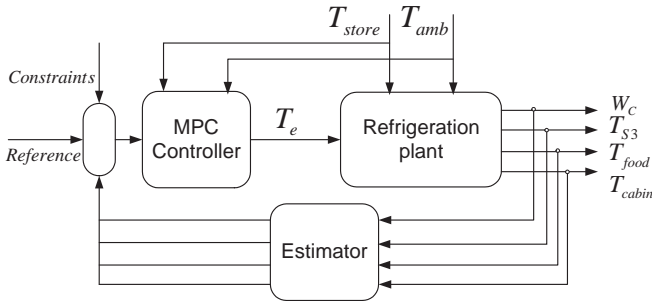 T_store T_amb
Constraints
Reference
MPC
Controller
T_e
Refrigeration
plant
W_C
T_S3
T_food
T_cabin
Estimator